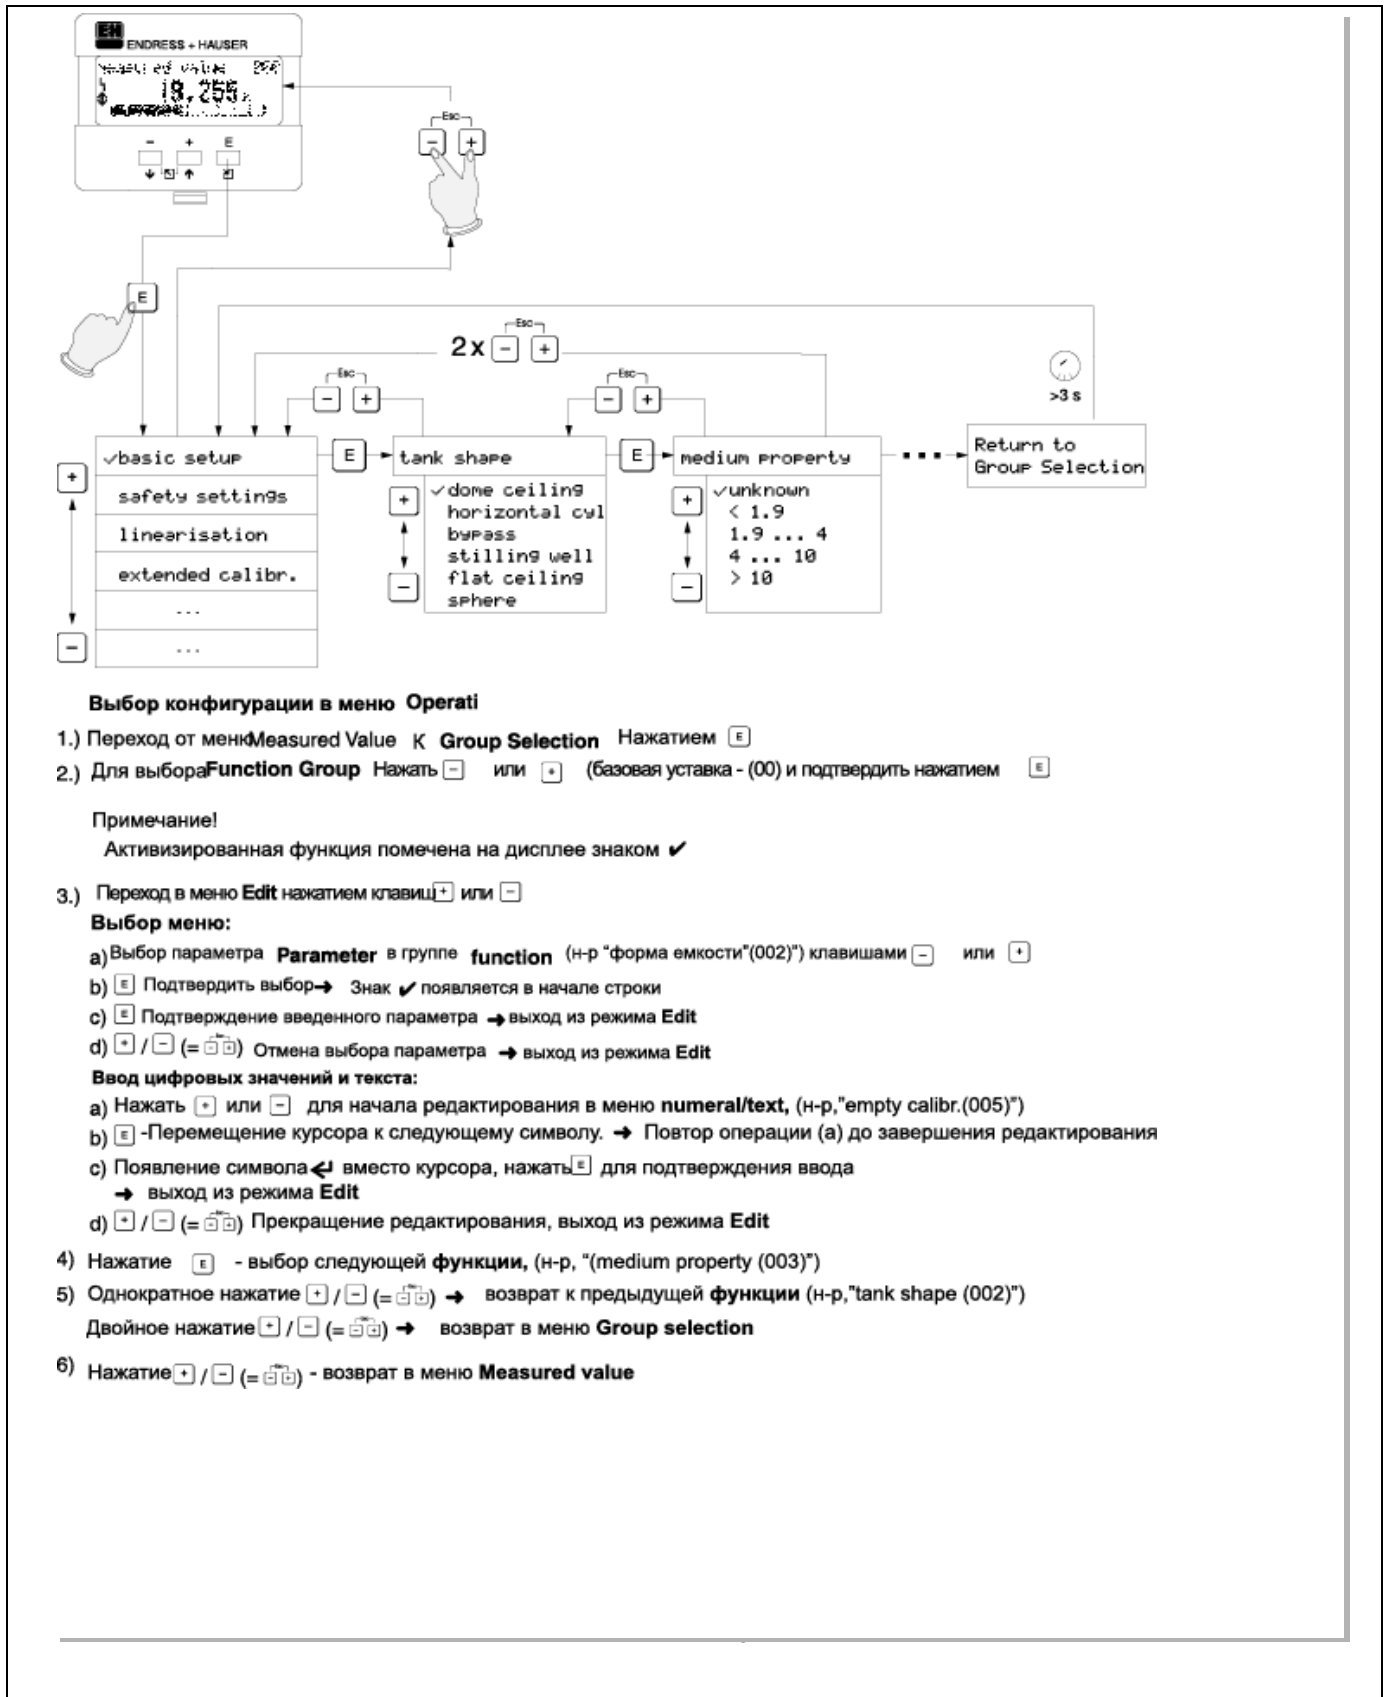 EH
ENDRESS + HAUSER
18.255
- + E
Esc
- +
E
Esc
2x - +
Esc
- +
Esc
- +
>3 s
✓basic setup
E
tank shape
E
medium property
Return to
Group Selection
+
safety settings
linearisation
extended calibr.
...
...
-
+
-
✓dome ceiling
horizontal cyl
bypass
stilling well
flat ceiling
sphere
+
-
✓unknown
< 1.9
1.9 ... 4
4 ... 10
> 10
Выбор конфигурации в меню Operati
1.) Переход от меню Measured Value К Group Selection Нажатием E
2.) Для выбора Function Group Нажать - или + (базовая уставка - (00) и подтвердить нажатием E
Примечание!
Активизированная функция помечена на дисплее знаком ✔
3.) Переход в меню Edit нажатием клавиш + или -
Выбор меню:
a) Выбор параметра Parameter в группе function (н-р “форма емкости"(002)”) клавишами - или +
b) E Подтвердить выбор➔ Знак ✔ появляется в начале строки
c) E Подтверждение введенного параметра ➔ выход из режима Edit
d) + / - (= - +) Отмена выбора параметра ➔ выход из режима Edit
Ввод цифровых значений и текста:
a) Нажать + или - для начала редактирования в меню numeral/text, (н-р,"empty calibr.(005)”)
b) E -Перемещение курсора к следующему символу. ➔ Повтор операции (а) до завершения редактирования
c) Появление символа ↵ вместо курсора, нажать E для подтверждения ввода
➔ выход из режима Edit
d) + / - (= - +) Прекращение редактирования, выход из режима Edit
4) Нажатие E - выбор следующей функции, (н-р, “(medium property (003)”)
5) Однократное нажатие + / - (= - +) ➔ возврат к предыдущей функции (н-р,"tank shape (002)”)
Двойное нажатие + / - (= - +) ➔ возврат в меню Group selection
6) Нажатие + / - (= - +) - возврат в меню Measured value